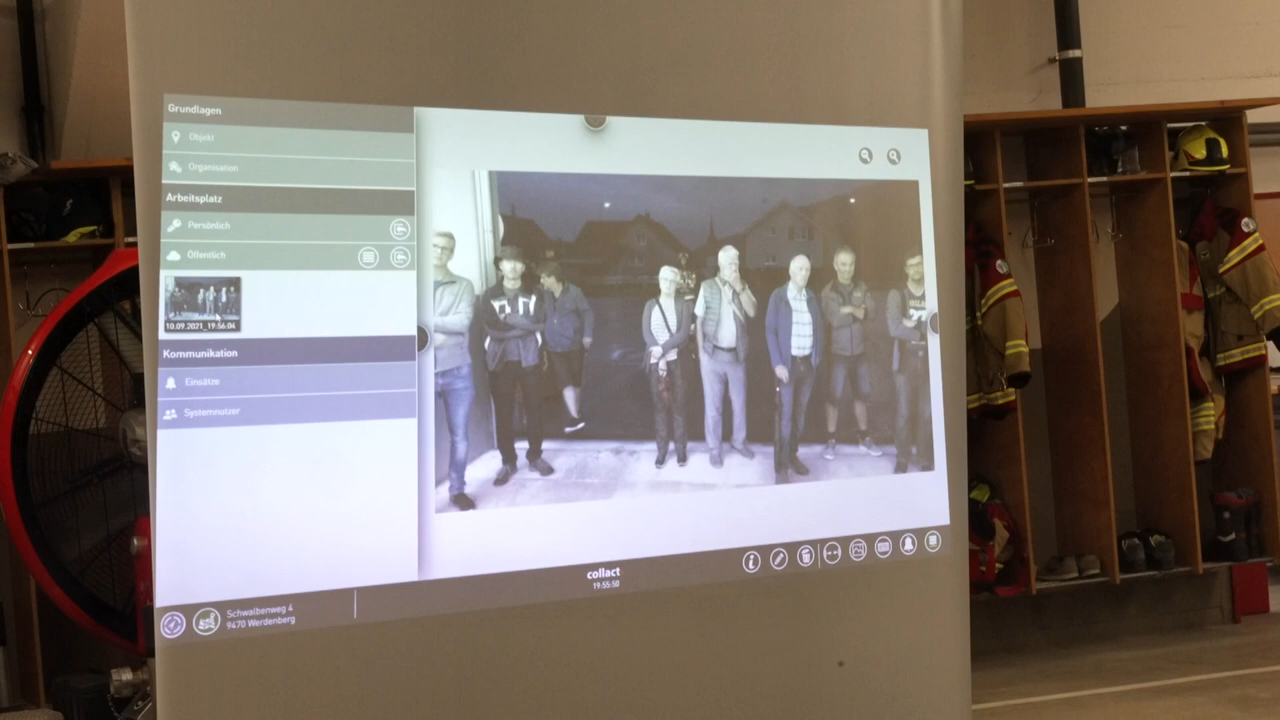 Grundlagen
Objekt
Organisation
Arbeitsplatz
Persönlich
Öffentlich
10.09.2021_19:56:04
Kommunikation
Einsätze
Systemnutzer
collact
19:55:50
Schwalbenweg 4
9470 Werdenberg